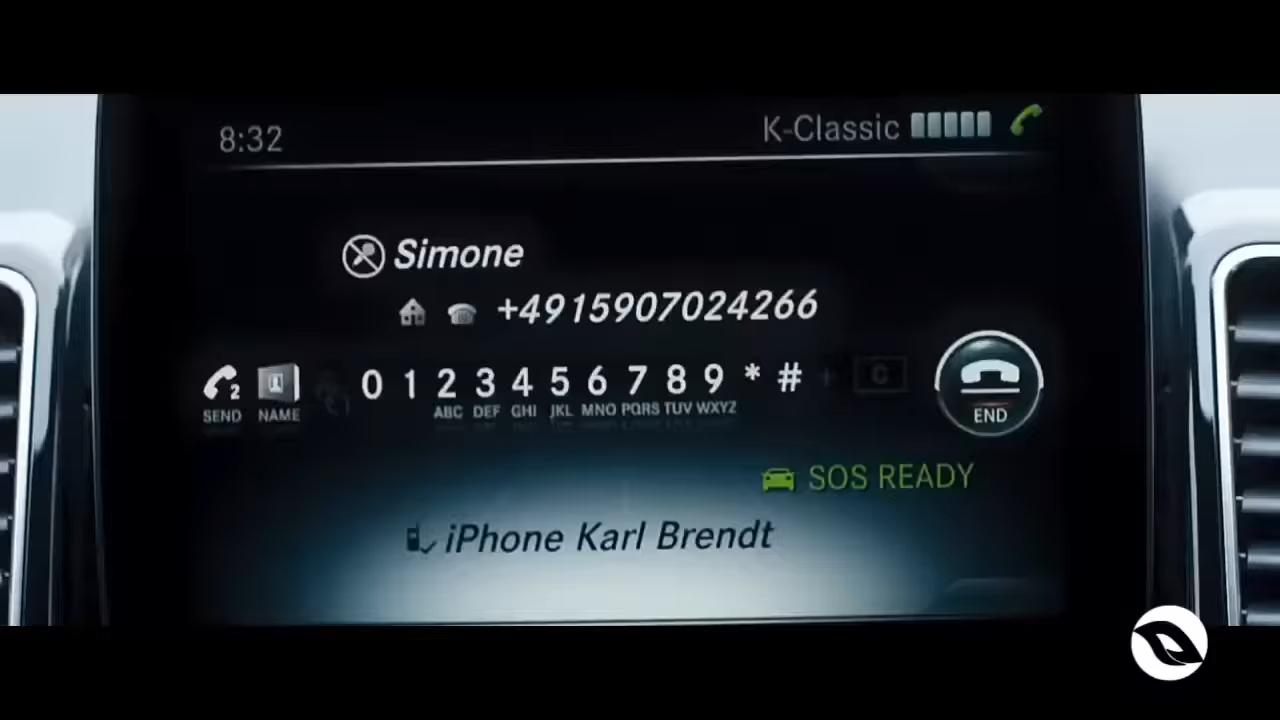 8:32 K-Classic
Simone
+4915907024266
0 1 2 3 4 5 6 7 8 9 * # +
ABC DEF GHI JKL MNO PQRS TUV WXYZ
2
SEND NAME
END
SOS READY
iPhone Karl Brendt